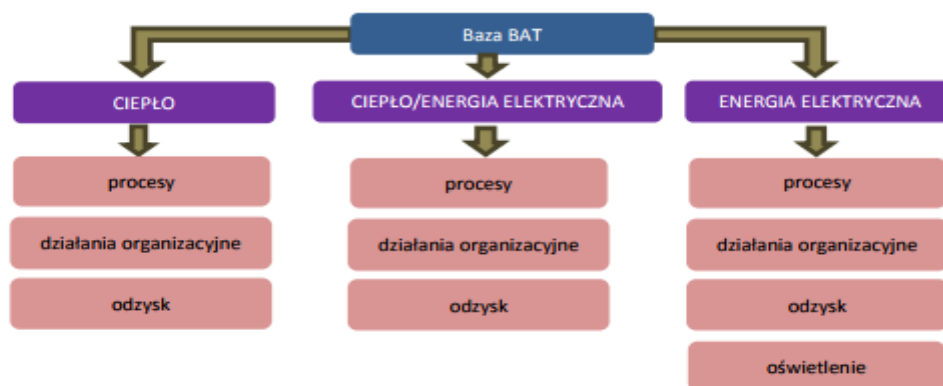 Baza BAT
CIEPŁO
CIEPŁO/ENERGIA ELEKTRYCZNA
ENERGIA ELEKTRYCZNA
procesy
procesy
procesy
działania organizacyjne
działania organizacyjne
działania organizacyjne
odzysk
odzysk
odzysk
oświetlenie